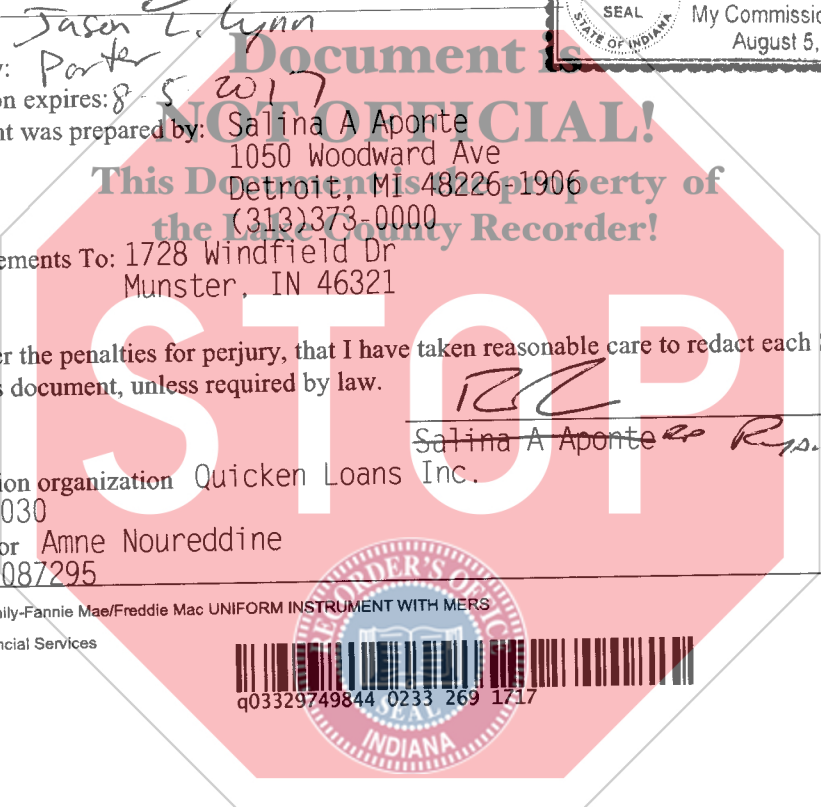 Jason L. Lynn
SEAL
STATE OF INDIANA
My Commissio
August 5,
y: Porter
Document is
on expires: 8-5 2017
NOT OFFICIAL!
nt was prepared by: Salina A Aponte
1050 Woodward Ave
This Document is the property of
Detroit, MI 48226-1906
(313)373-0000
the Lake County Recorder!
ements To: 1728 Windfield Dr
Munster, IN 46321
STOP
er the penalties for perjury, that I have taken reasonable care to redact each S
s document, unless required by law.
Salina A Aponte
ion organization Quicken Loans Inc.
030
or Amne Noureddine
087295
nily-Fannie Mae/Freddie Mac UNIFORM INSTRUMENT WITH MERS
ncial Services
RECORDER'S OFFICE
q03329749844 0233 269 1717
SEAL
INDIANA